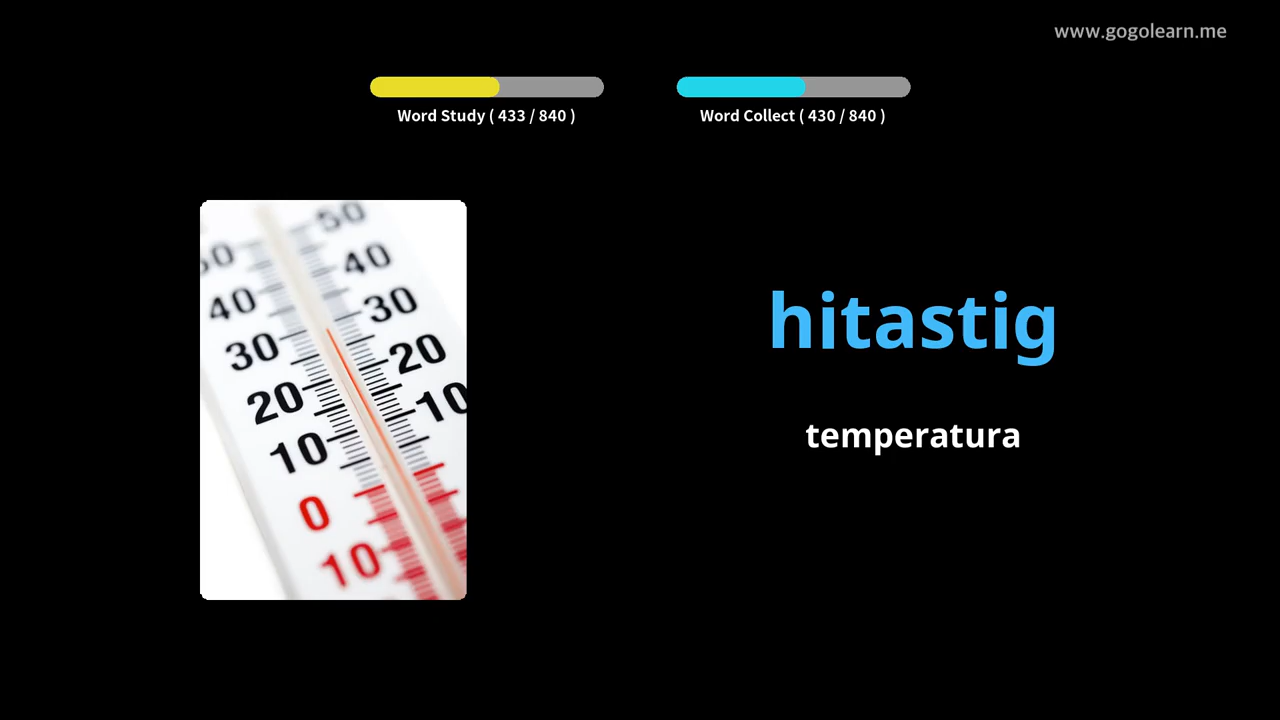 www.gogolearn.me
Word Study ( 433 / 840 )
Word Collect ( 430 / 840 )
50
50
40
40
30
30
20
20
10
10
0
10
hitastig
temperatura